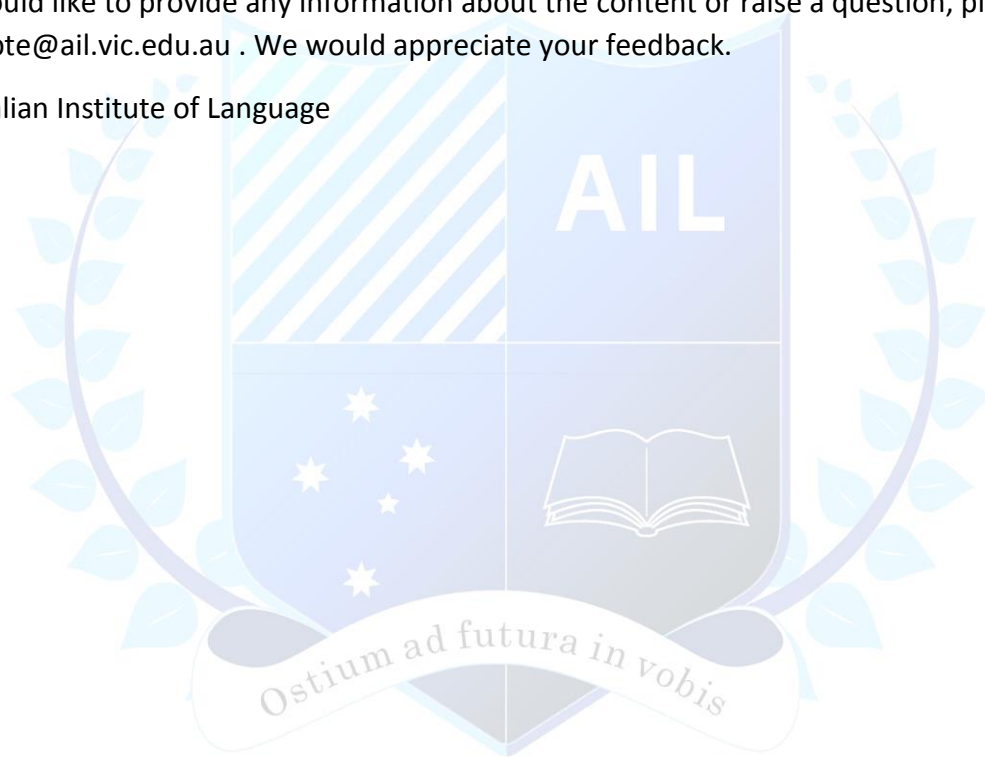 ould like to provide any information about the content or raise a question, pl
pte@ail.vic.edu.au . We would appreciate your feedback.
lian Institute of Language
AIL
Ostium ad futura in vobis